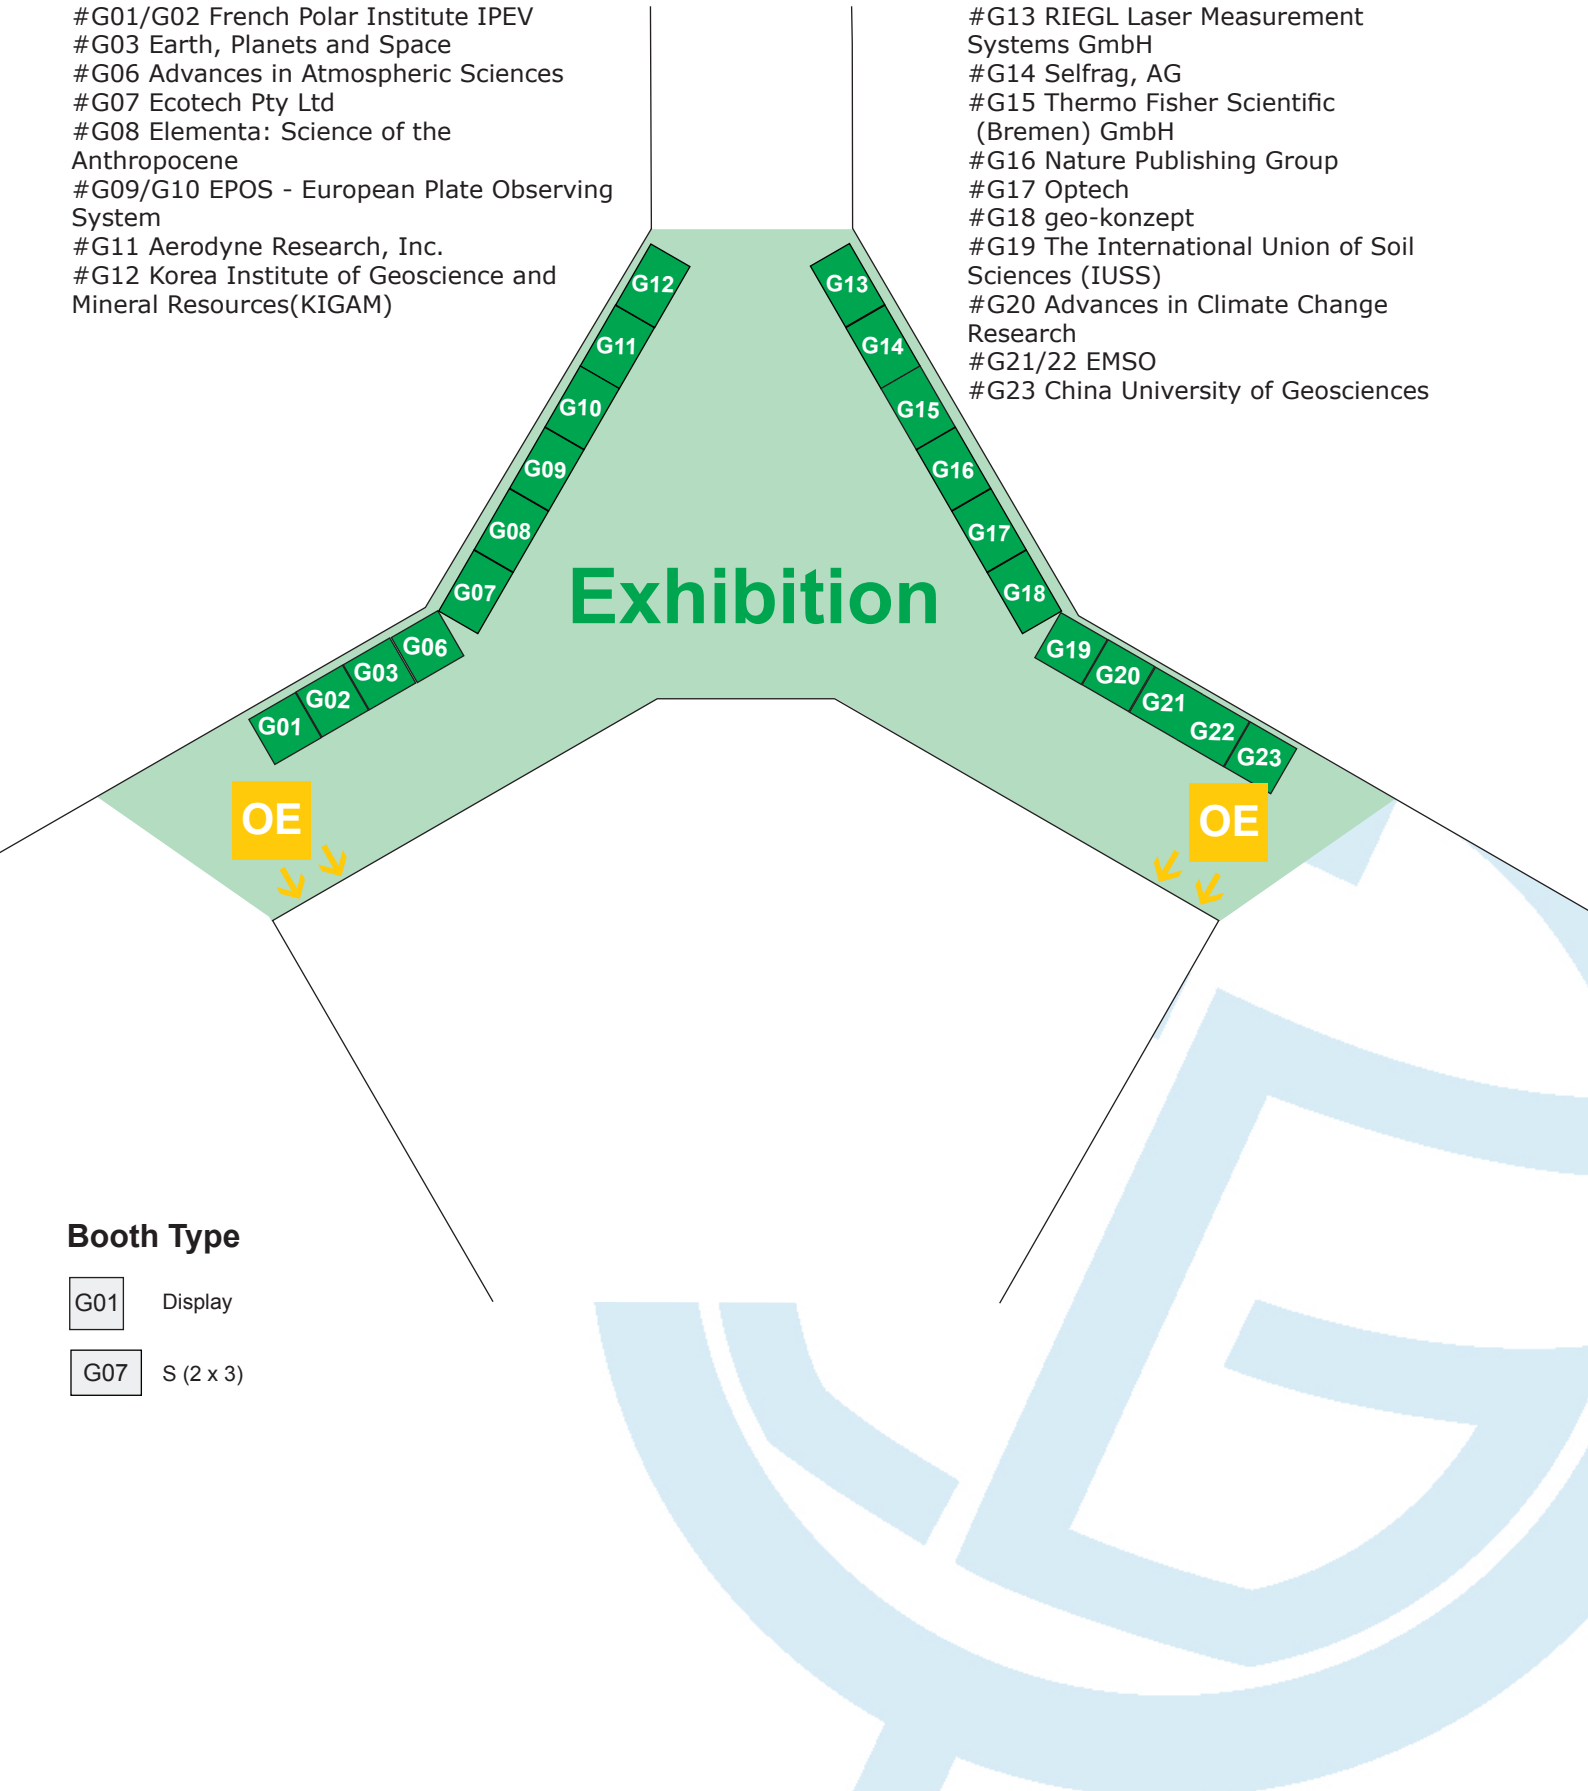 #G01/G02 French Polar Institute IPEV
#G03 Earth, Planets and Space
#G06 Advances in Atmospheric Sciences
#G07 Ecotech Pty Ltd
#G08 Elementa: Science of the
Anthropocene
#G09/G10 EPOS - European Plate Observing
System
#G11 Aerodyne Research, Inc.
#G12 Korea Institute of Geoscience and
Mineral Resources(KIGAM)
#G13 RIEGL Laser Measurement
Systems GmbH
#G14 Selfrag, AG
#G15 Thermo Fisher Scientific
(Bremen) GmbH
#G16 Nature Publishing Group
#G17 Optech
#G18 geo-konzept
#G19 The International Union of Soil
Sciences (IUSS)
#G20 Advances in Climate Change
Research
#G21/22 EMSO
#G23 China University of Geosciences
G12
G11
G10
G09
G08
G07
G06
G03
G02
G01
G13
G14
G15
G16
G17
G18
G19
G20
G21
G22
G23
Exhibition
OE
OE
Booth Type
G01 Display
G07 S (2 x 3)